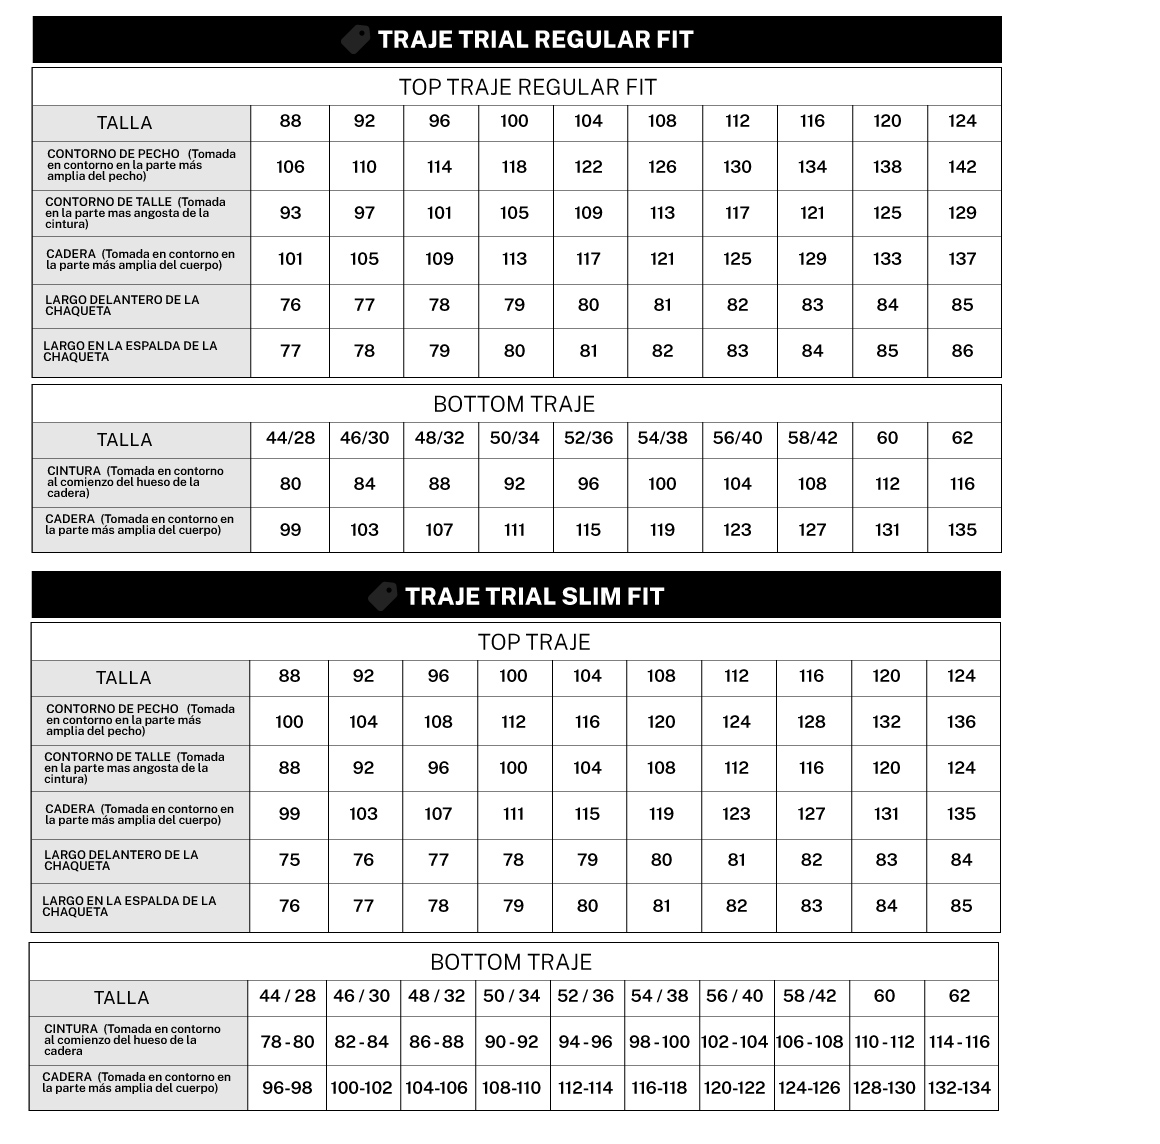 TRAJE TRIAL REGULAR FIT
TOP TRAJE REGULAR FIT
TALLA 88 92 96 100 104 108 112 116 120 124
CONTORNO DE PECHO (Tomada
en contorno en la parte más
amplia del pecho)
106 110 114 118 122 126 130 134 138 142
CONTORNO DE TALLE (Tomada
en la parte mas angosta de la
cintura)
93 97 101 105 109 113 117 121 125 129
CADERA (Tomada en contorno en
la parte más amplia del cuerpo)
101 105 109 113 117 121 125 129 133 137
LARGO DELANTERO DE LA
CHAQUETA
76 77 78 79 80 81 82 83 84 85
LARGO EN LA ESPALDA DE LA
CHAQUETA
77 78 79 80 81 82 83 84 85 86
BOTTOM TRAJE
TALLA 44/28 46/30 48/32 50/34 52/36 54/38 56/40 58/42 60 62
CINTURA (Tomada en contorno
al comienzo del hueso de la
cadera)
80 84 88 92 96 100 104 108 112 116
CADERA (Tomada en contorno en
la parte más amplia del cuerpo)
99 103 107 111 115 119 123 127 131 135
TRAJE TRIAL SLIM FIT
TOP TRAJE
TALLA 88 92 96 100 104 108 112 116 120 124
CONTORNO DE PECHO (Tomada
en contorno en la parte más
amplia del pecho)
100 104 108 112 116 120 124 128 132 136
CONTORNO DE TALLE (Tomada
en la parte mas angosta de la
cintura)
88 92 96 100 104 108 112 116 120 124
CADERA (Tomada en contorno en
la parte más amplia del cuerpo)
99 103 107 111 115 119 123 127 131 135
LARGO DELANTERO DE LA
CHAQUETA
75 76 77 78 79 80 81 82 83 84
LARGO EN LA ESPALDA DE LA
CHAQUETA
76 77 78 79 80 81 82 83 84 85
BOTTOM TRAJE
TALLA 44 / 28 46 / 30 48 / 32 50 / 34 52 / 36 54 / 38 56 / 40 58 /42 60 62
CINTURA (Tomada en contorno
al comienzo del hueso de la
cadera
78 - 80 82 - 84 86 - 88 90 - 92 94 - 96 98 - 100 102 - 104 106 - 108 110 - 112 114 - 116
CADERA (Tomada en contorno en
la parte más amplia del cuerpo)
96-98 100-102 104-106 108-110 112-114 116-118 120-122 124-126 128-130 132-134